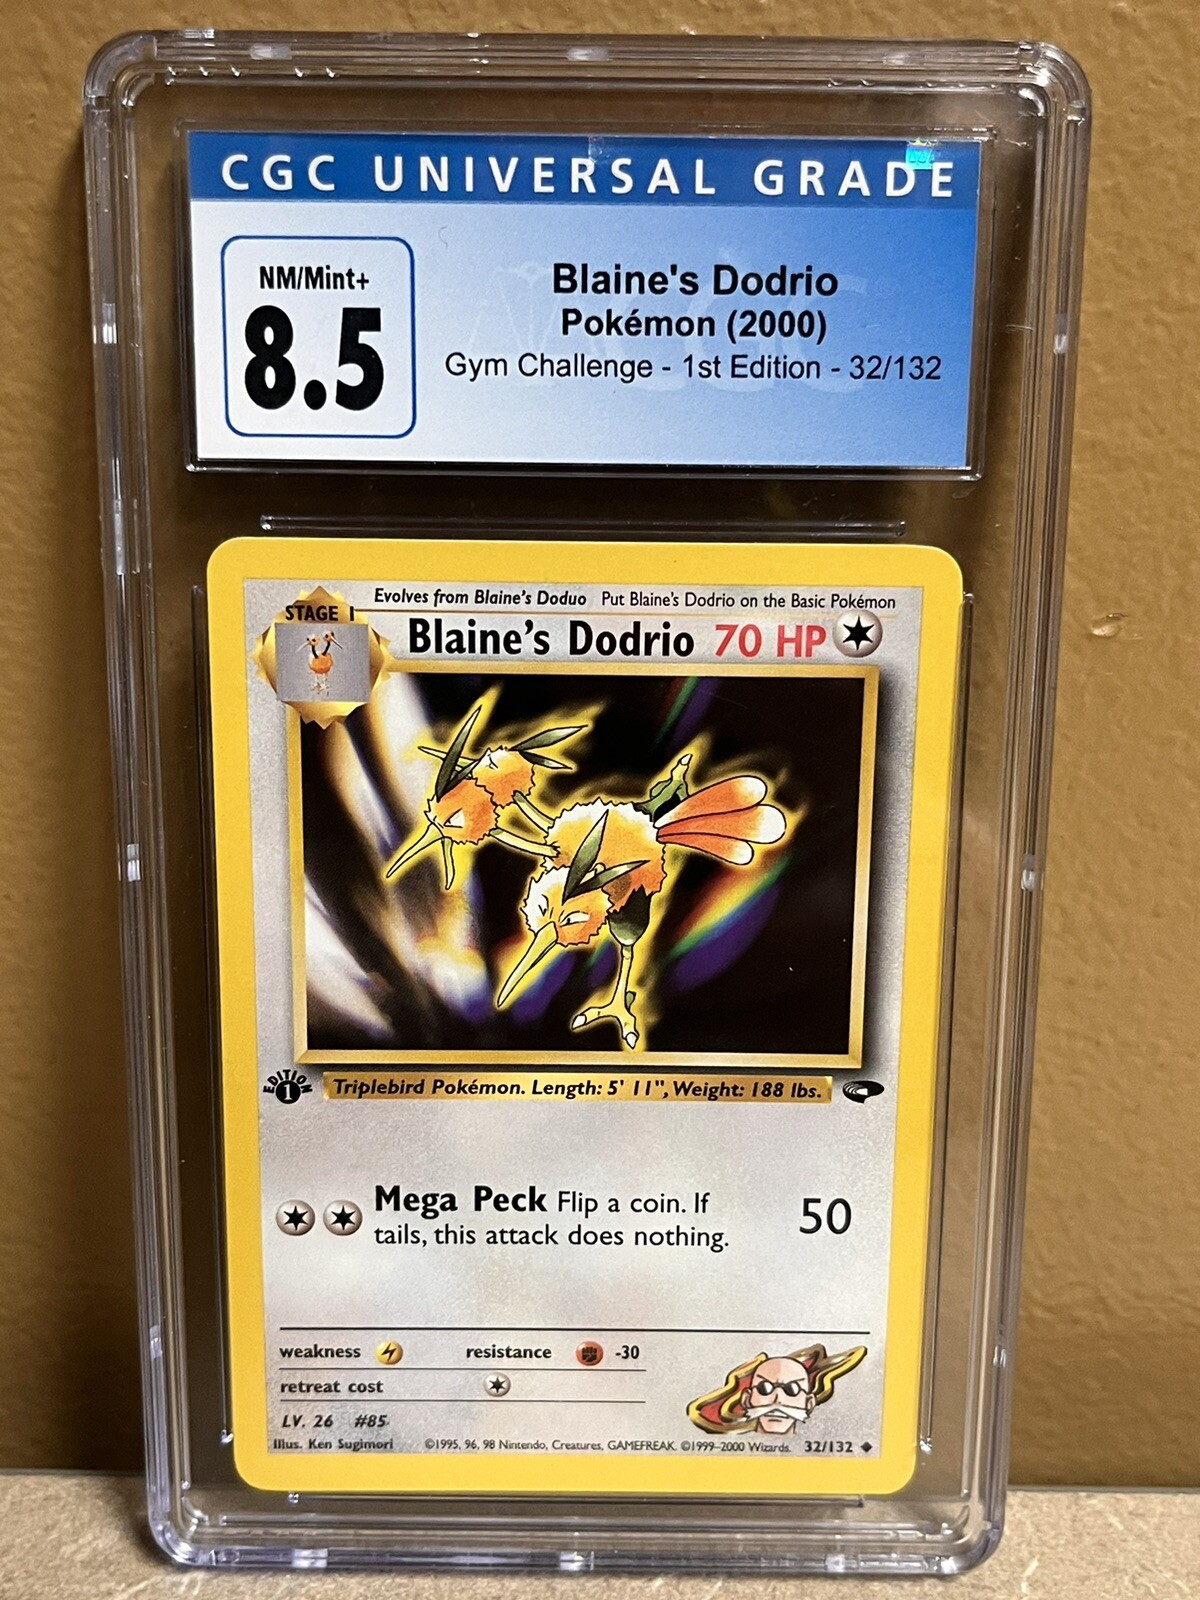 CGC UNIVERSAL GRADE
NM/Mint+
8.5
Blaine's Dodrio
Pokémon (2000)
Gym Challenge - 1st Edition - 32/132
STAGE 1
Evolves from Blaine's Doduo Put Blaine's Dodrio on the Basic Pokémon
Blaine's Dodrio 70 HP
EDITION
1
Triplebird Pokémon. Length: 5' 11", Weight: 188 lbs.
Mega Peck Flip a coin. If
tails, this attack does nothing.
50
weakness resistance -30
retreat cost
LV. 26 #85
Illus. Ken Sugimori ©1995, 96, 98 Nintendo, Creatures, GAMEFREAK. ©1999-2000 Wizards. 32/132